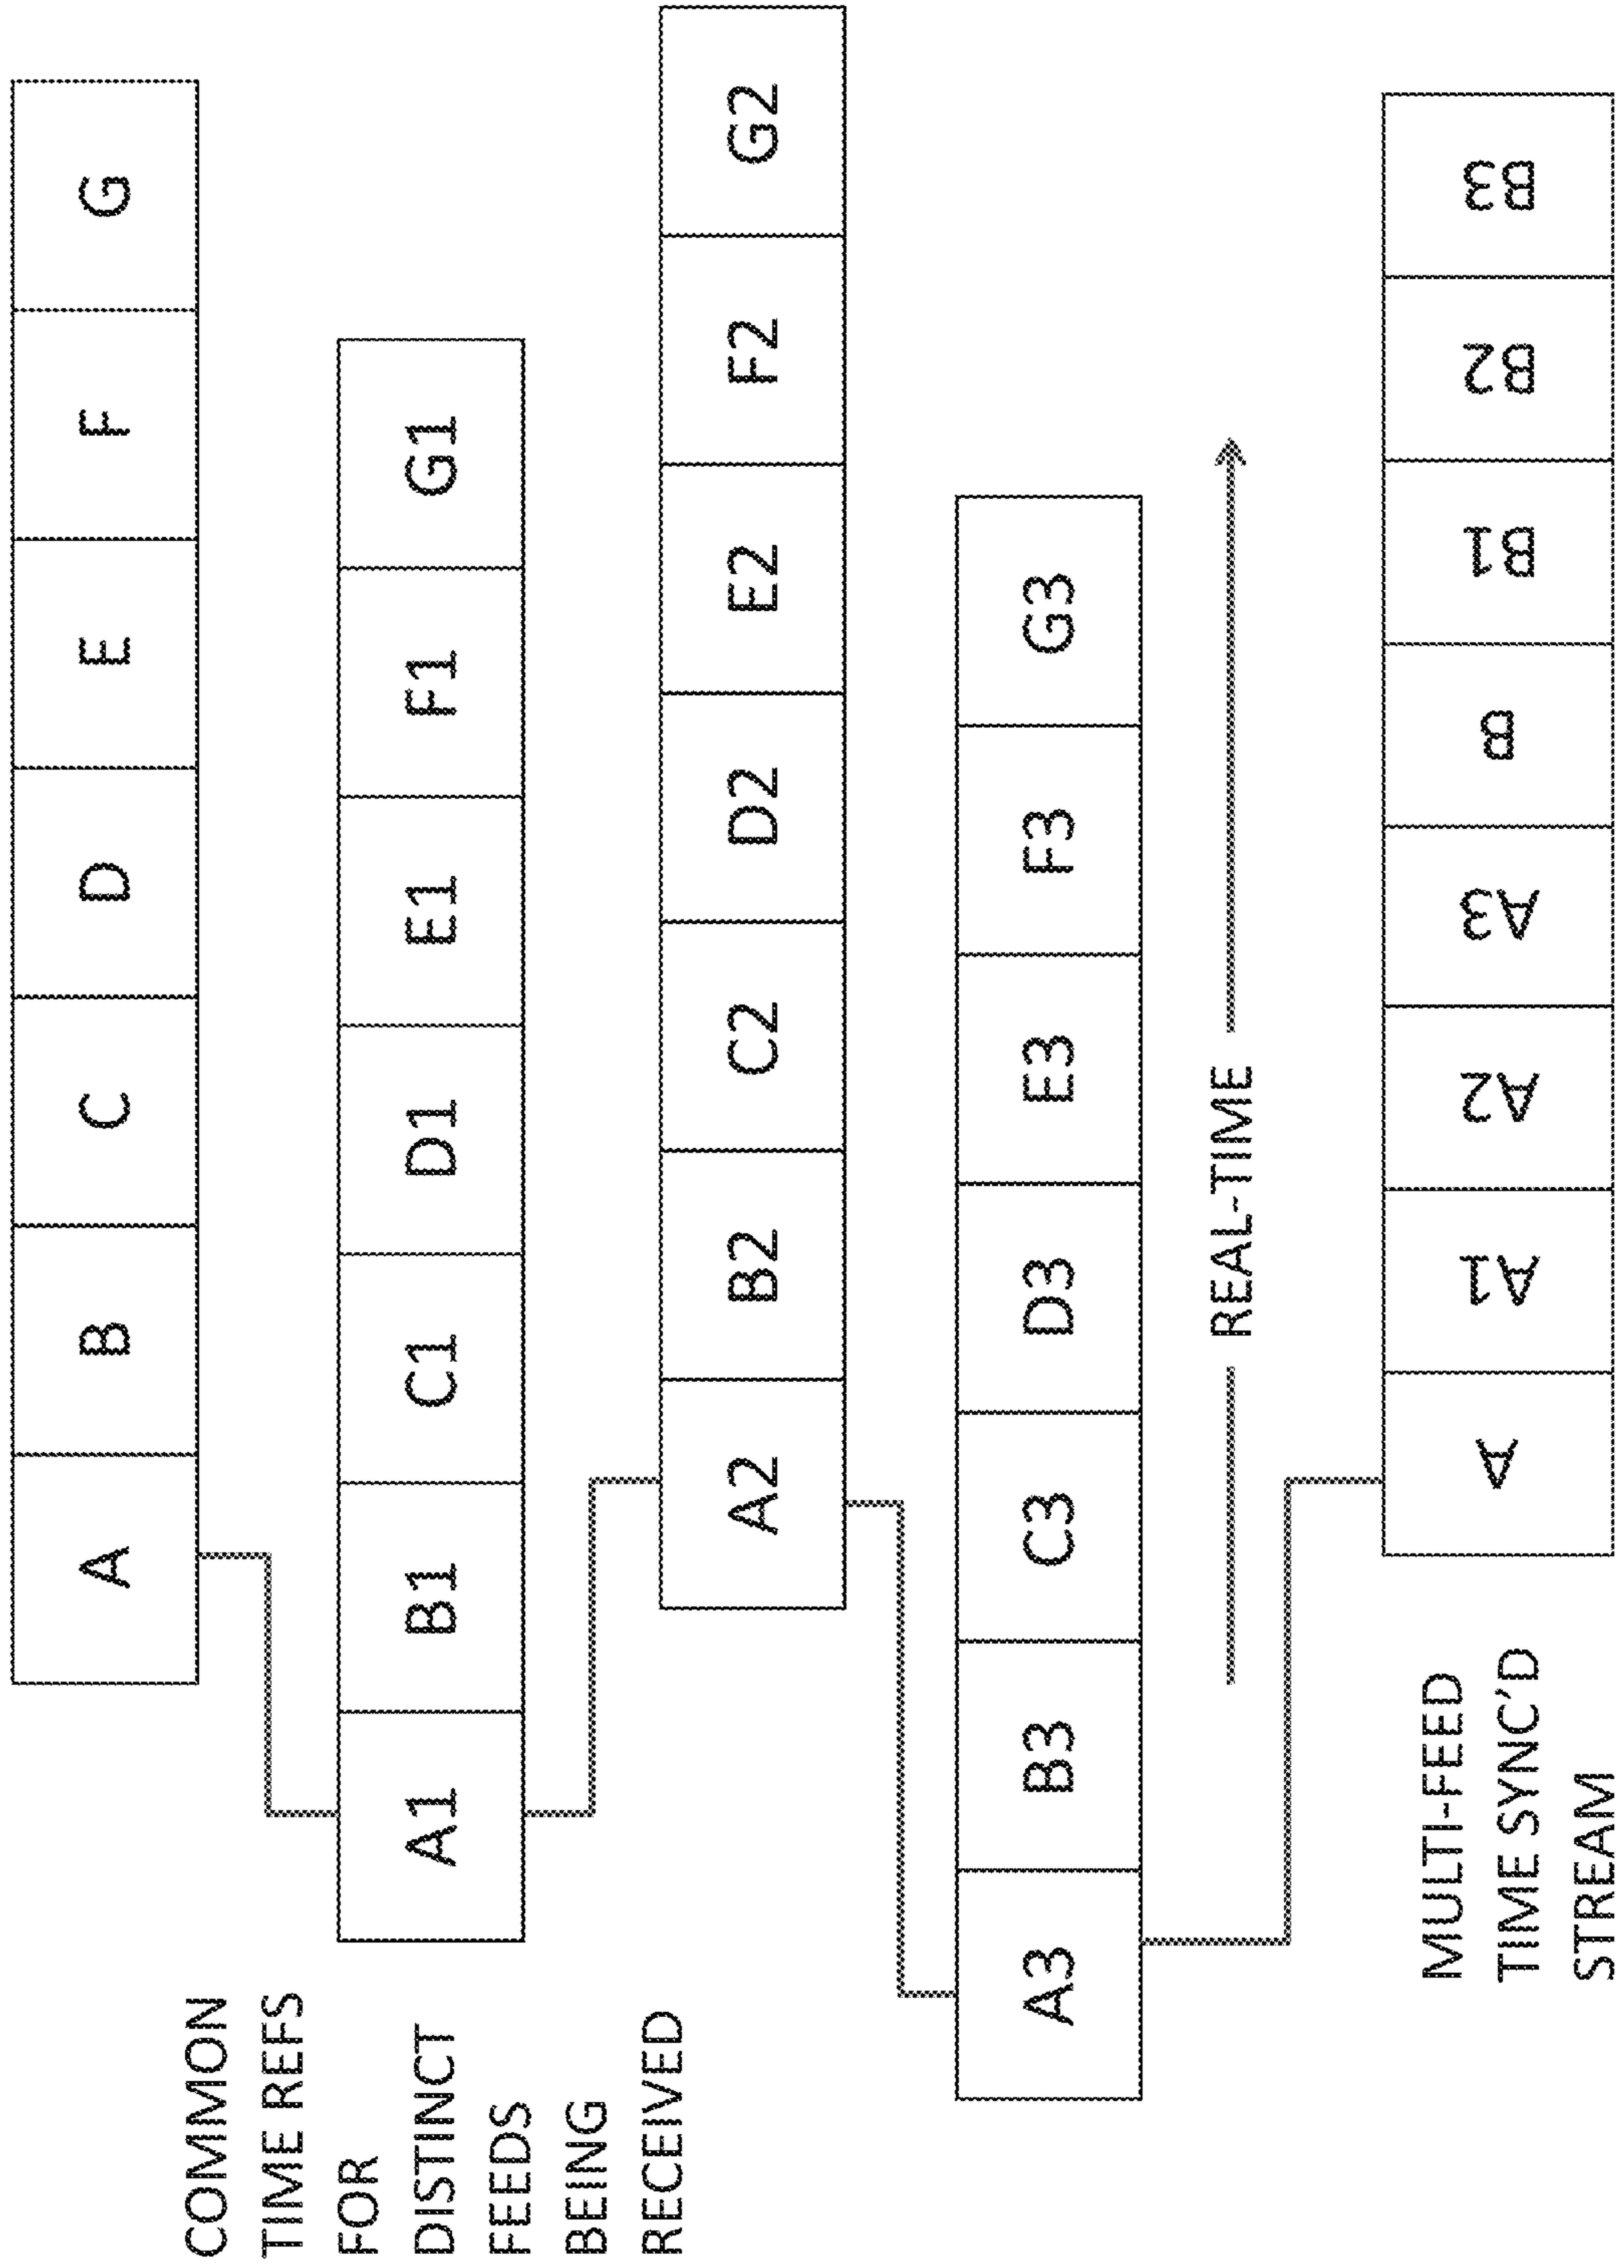 A B C D E F G
COMMON
TIME REFS
FOR
DISTINCT
FEEDS
BEING
RECEIVED
A1 B1 C1 D1 E1 F1 G1
A2 B2 C2 D2 E2 F2 G2
A3 B3 C3 D3 E3 F3 G3
REAL-TIME
MULTI-FEED
TIME SYNC'D
STREAM
A A1 A2 A3 B B1 B2 B3